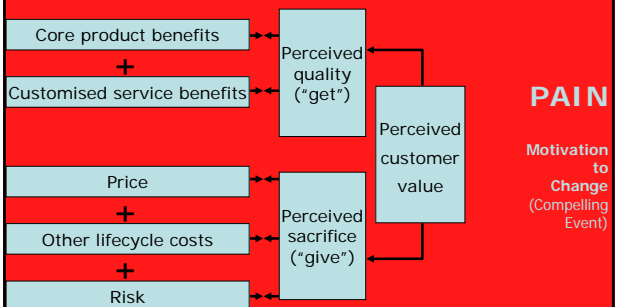 Core product benefits
+
Customised service benefits
Perceived
quality
("get")
Price
+
Other lifecycle costs
+
Risk
Perceived
sacrifice
("give")
Perceived
customer
value
PAIN
Motivation
to
Change
(Compelling
Event)